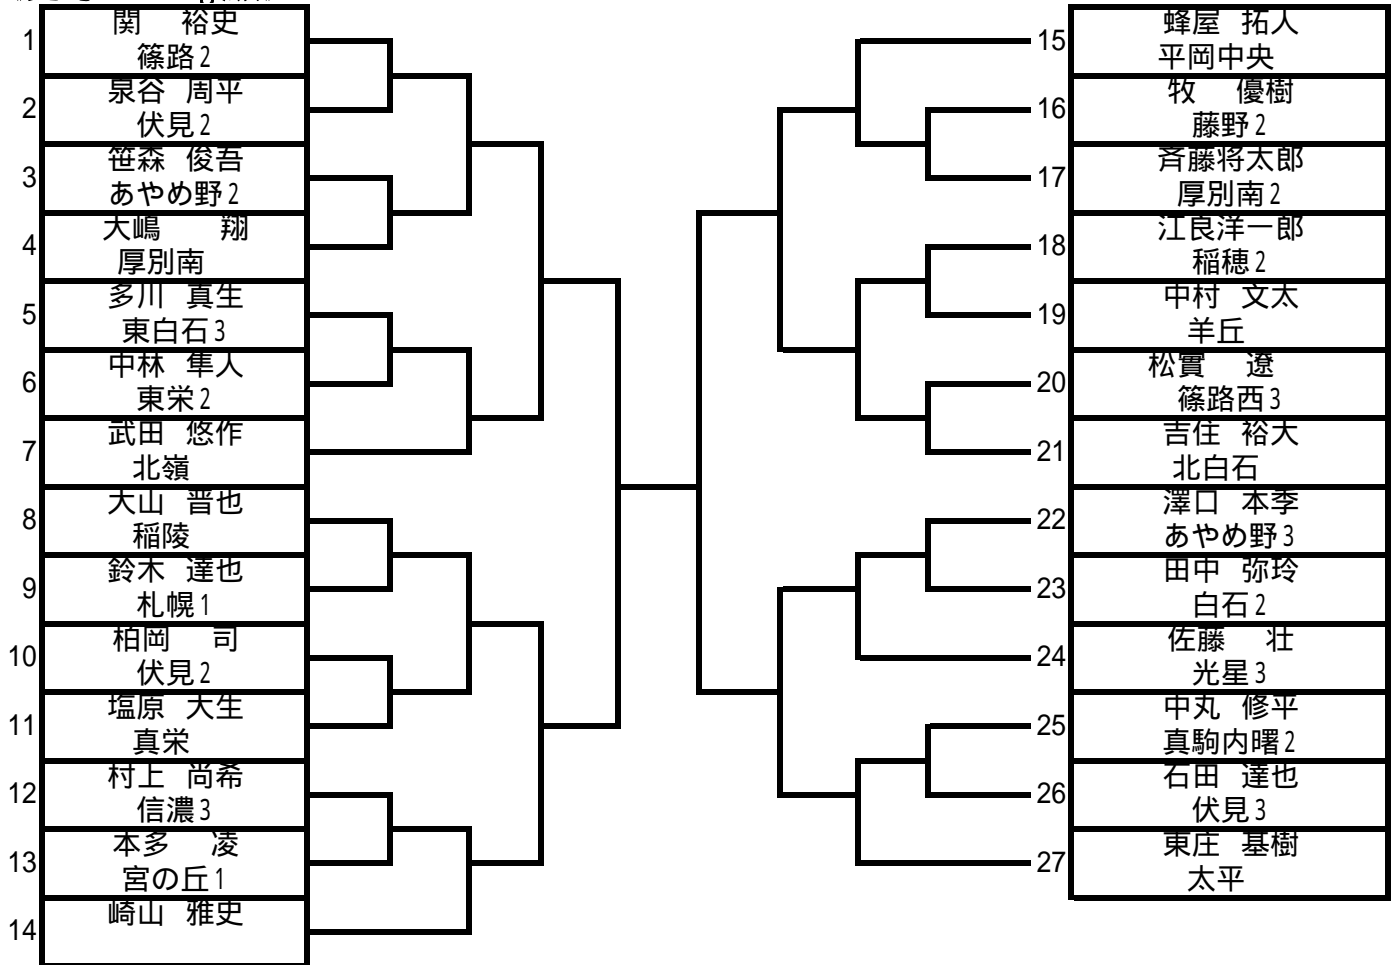 1
関 裕史
篠路2
2
泉谷 周平
伏見2
3
笹森 俊吾
あやめ野2
4
大嶋 翔
厚別南
5
多川 真生
東白石3
6
中林 隼人
東栄2
7
武田 悠作
北嶺
8
大山 晋也
稲陵
9
鈴木 達也
札幌1
10
柏岡 司
伏見2
11
塩原 大生
真栄
12
村上 尚希
信濃3
13
本多 凌
宮の丘1
14
崎山 雅史
15
蜂屋 拓人
平岡中央
16
牧 優樹
藤野2
17
斉藤将太郎
厚別南2
18
江良洋一郎
稲穂2
19
中村 文太
羊丘
20
松實 遼
篠路西3
21
吉住 裕大
北白石
22
澤口 本季
あやめ野3
23
田中 弥玲
白石2
24
佐藤 壮
光星3
25
中丸 修平
真駒内曙2
26
石田 達也
伏見3
27
東庄 基樹
太平